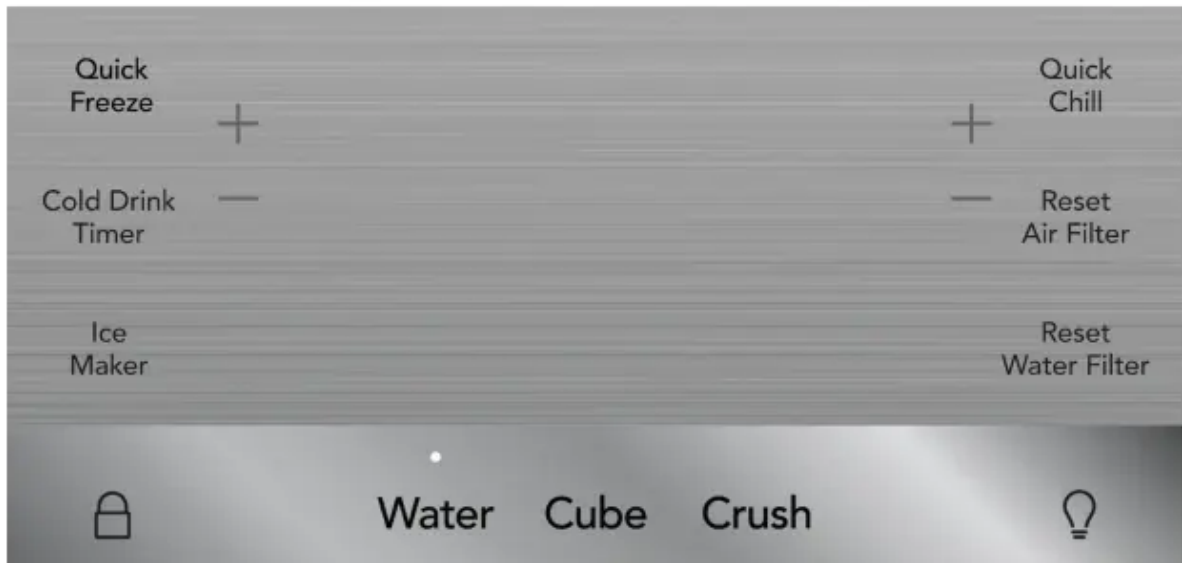 Quick
Freeze
Quick
Chill
+
+
Cold Drink
Timer
−
−
Reset
Air Filter
Ice
Maker
Reset
Water Filter
Water Cube Crush